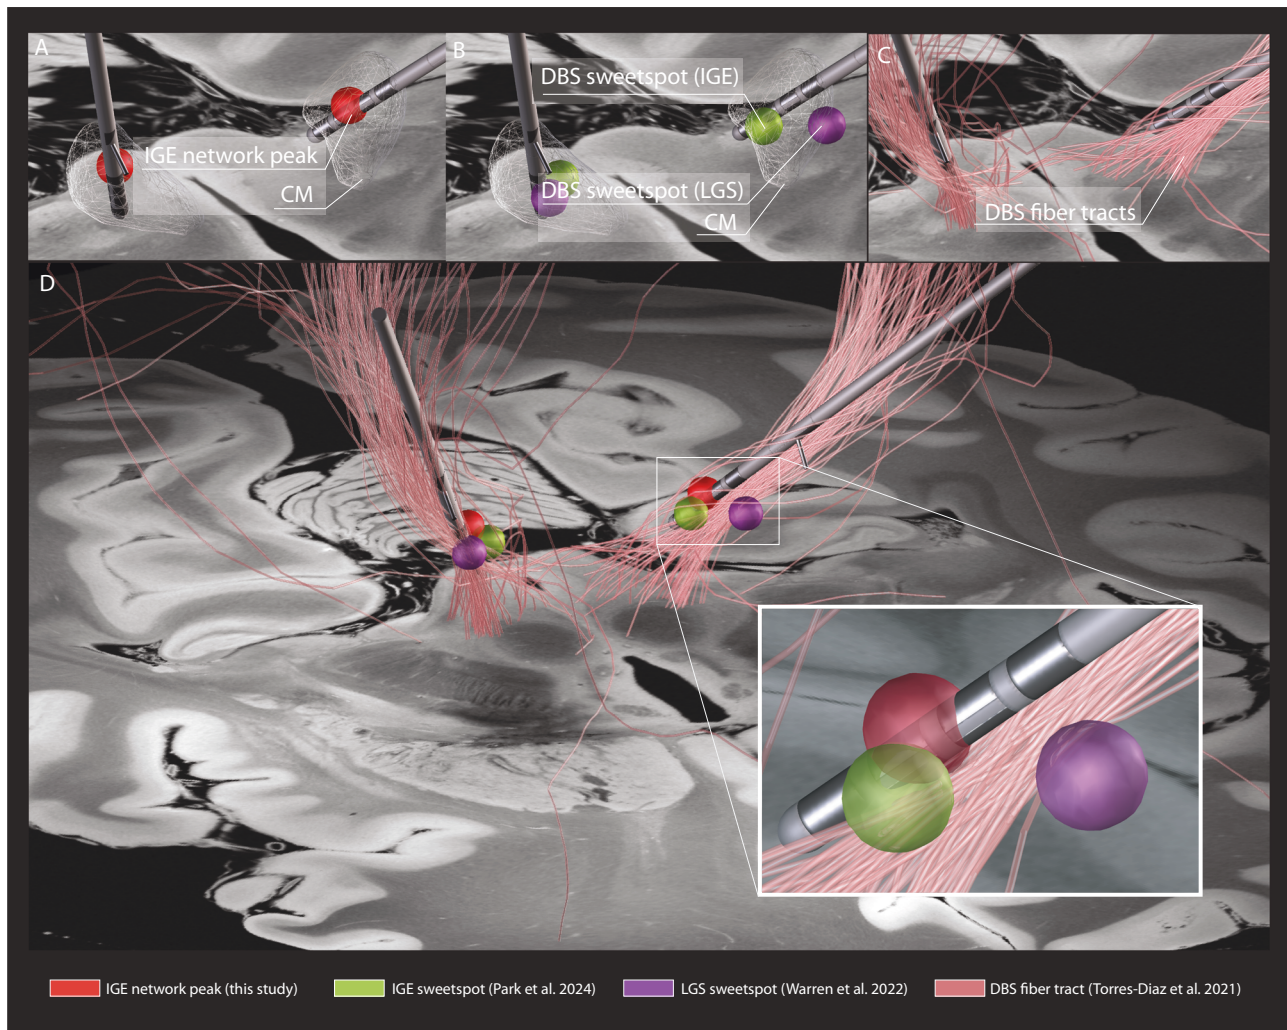 A
IGE network peak
CM
B
DBS sweetspot (IGE)
DBS sweetspot (LGS)
CM
C
DBS fiber tracts
D
IGE network peak (this study)
IGE sweetspot (Park et al. 2024)
LGS sweetspot (Warren et al. 2022)
DBS fiber tract (Torres-Diaz et al. 2021)